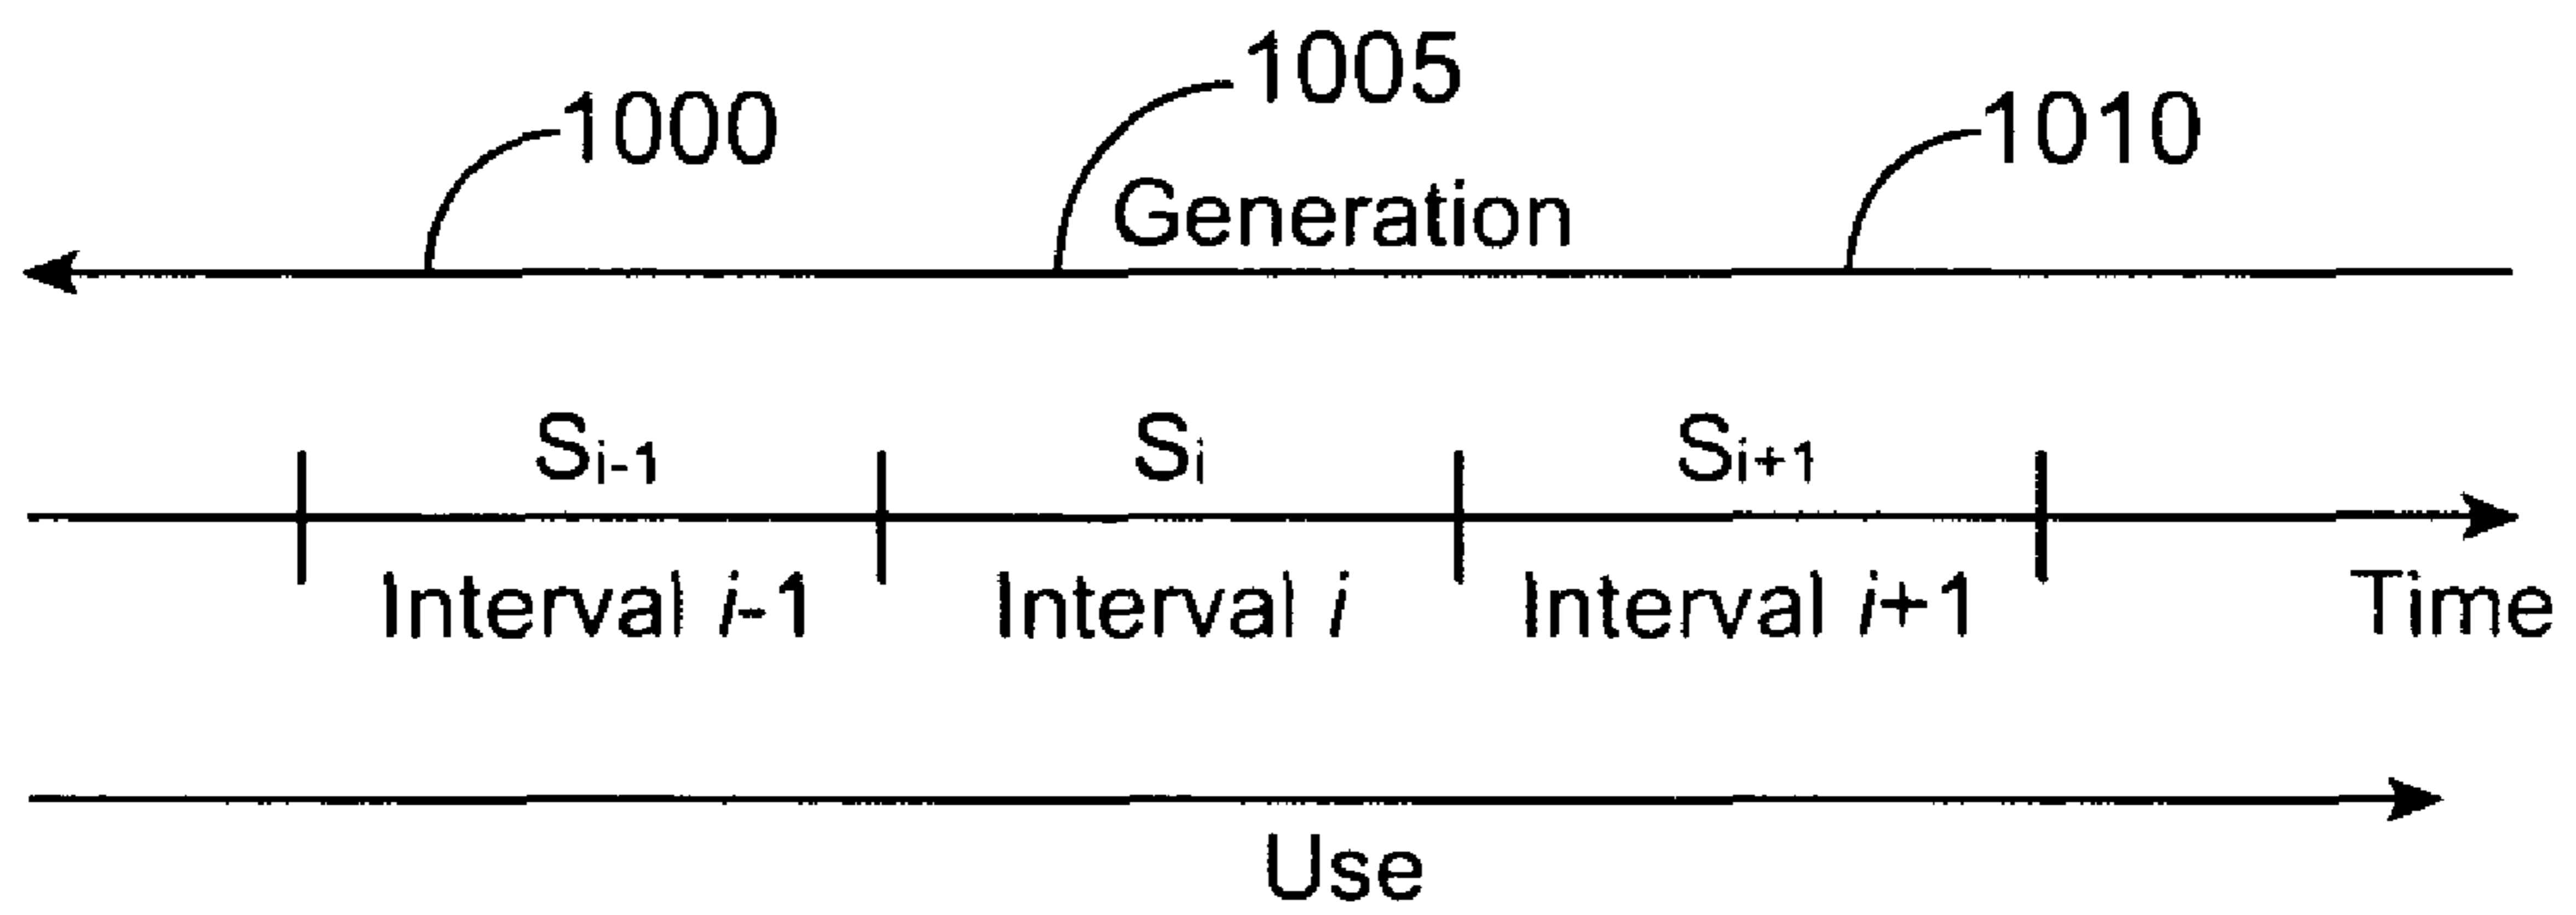 1000 1005 1010
Generation
Si-1 Si Si+1
Interval i-1 Interval i Interval i+1 Time
Use